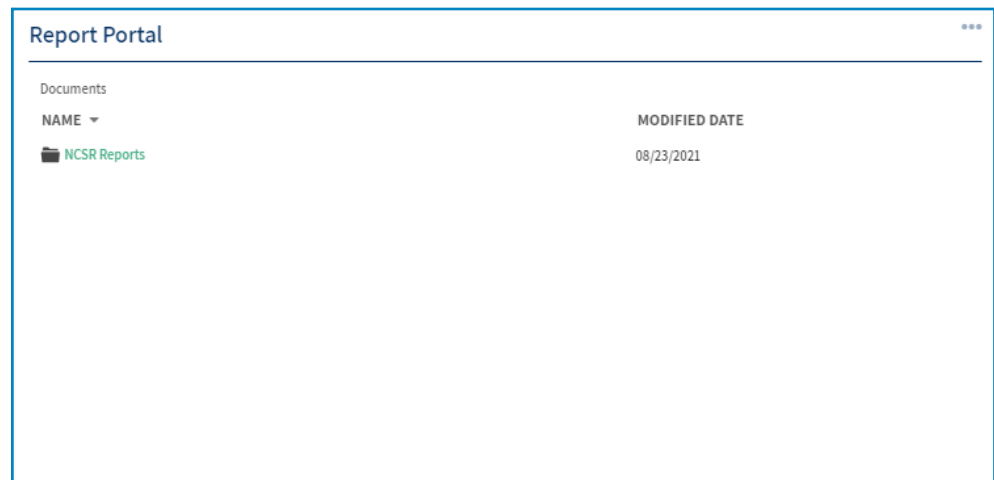 Report Portal
Documents
NAME MODIFIED DATE
NCSR Reports 08/23/2021